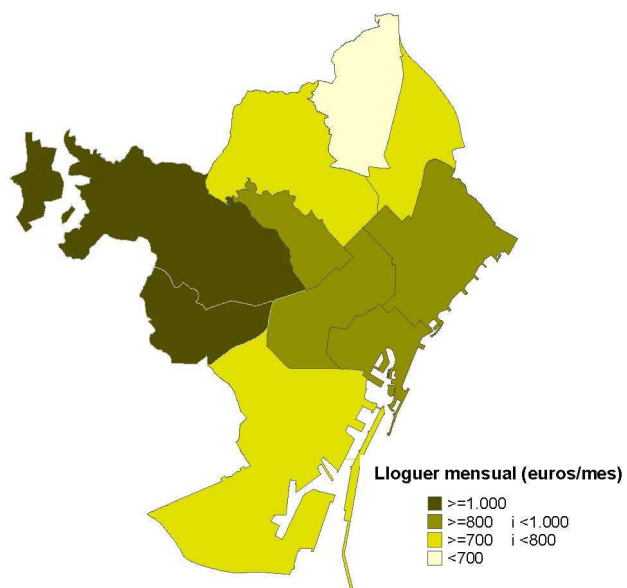 Lloguer mensual (euros/mes)
>=1.000
>=800 i <1.000
>=700 i <800
<700